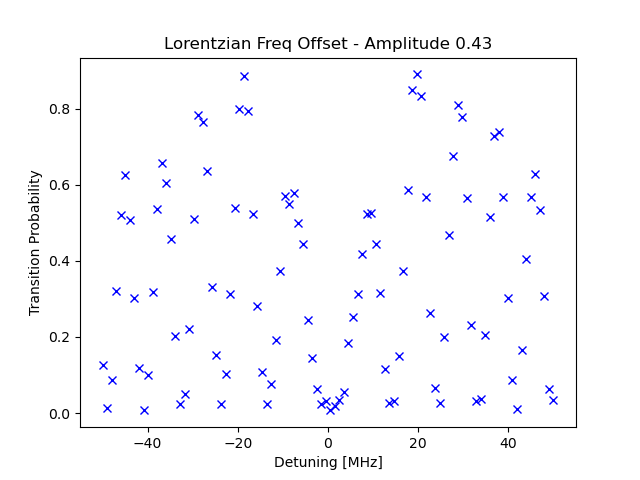 Lorentzian Freq Offset - Amplitude 0.43
Transition Probability
0.8
0.6
0.4
0.2
0.0
−40 −20 0 20 40
Detuning [MHz]